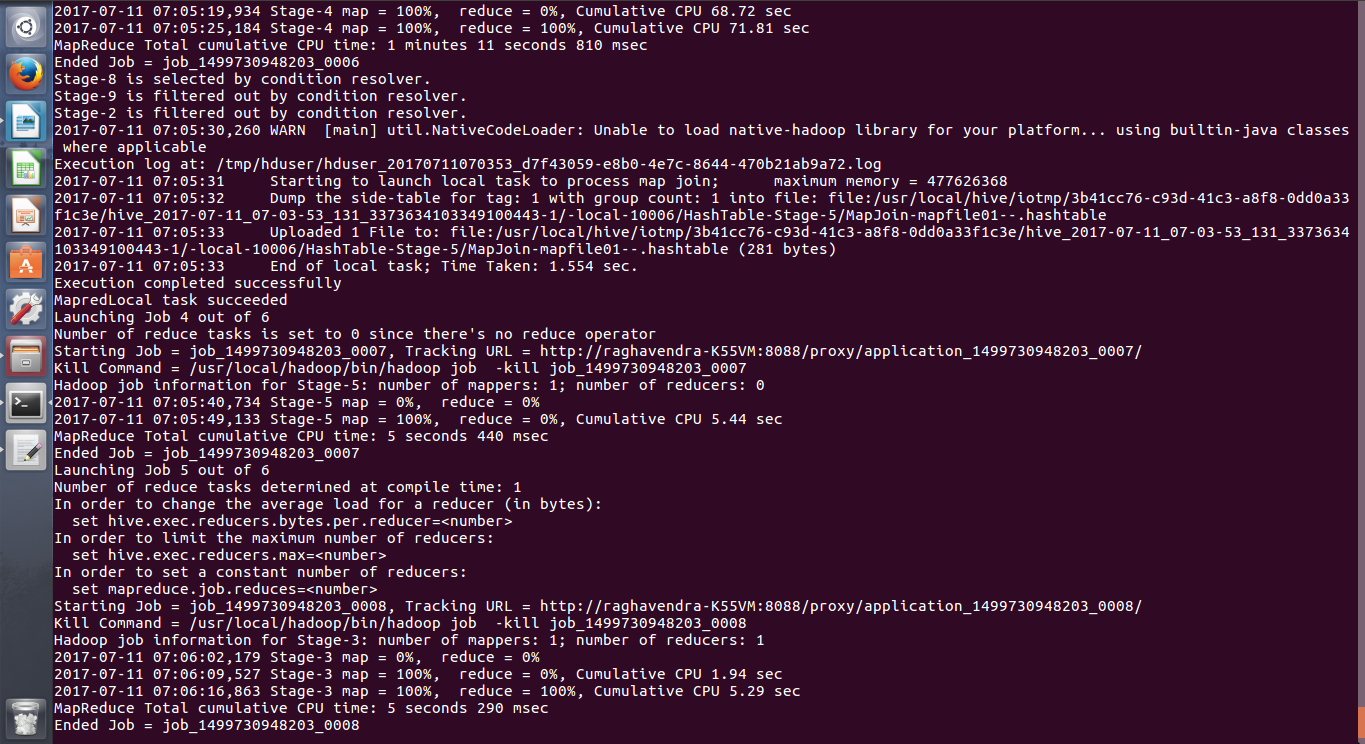 2017-07-11 07:05:19,934 Stage-4 map = 100%,  reduce = 0%, Cumulative CPU 68.72 sec
2017-07-11 07:05:25,184 Stage-4 map = 100%,  reduce = 100%, Cumulative CPU 71.81 sec
MapReduce Total cumulative CPU time: 1 minutes 11 seconds 810 msec
Ended Job = job_1499730948203_0006
Stage-8 is selected by condition resolver.
Stage-9 is filtered out by condition resolver.
Stage-2 is filtered out by condition resolver.
2017-07-11 07:05:30,260 WARN  [main] util.NativeCodeLoader: Unable to load native-hadoop library for your platform... using builtin-java classes
 where applicable
Execution log at: /tmp/hduser/hduser_20170711070353_d7f43059-e8b0-4e7c-8644-470b21ab9a72.log
2017-07-11 07:05:31     Starting to launch local task to process map join;      maximum memory = 477626368
2017-07-11 07:05:32     Dump the side-table for tag: 1 with group count: 1 into file: file:/usr/local/hive/iotmp/3b41cc76-c93d-41c3-a8f8-0dd0a33
f1c3e/hive_2017-07-11_07-03-53_131_3373634103349100443-1/-local-10006/HashTable-Stage-5/MapJoin-mapfile01--.hashtable
2017-07-11 07:05:33     Uploaded 1 File to: file:/usr/local/hive/iotmp/3b41cc76-c93d-41c3-a8f8-0dd0a33f1c3e/hive_2017-07-11_07-03-53_131_3373634
103349100443-1/-local-10006/HashTable-Stage-5/MapJoin-mapfile01--.hashtable (281 bytes)
2017-07-11 07:05:33     End of local task; Time Taken: 1.554 sec.
Execution completed successfully
MapredLocal task succeeded
Launching Job 4 out of 6
Number of reduce tasks is set to 0 since there's no reduce operator
Starting Job = job_1499730948203_0007, Tracking URL = http://raghavendra-K55VM:8088/proxy/application_1499730948203_0007/
Kill Command = /usr/local/hadoop/bin/hadoop job  -kill job_1499730948203_0007
Hadoop job information for Stage-5: number of mappers: 1; number of reducers: 0
2017-07-11 07:05:40,734 Stage-5 map = 0%,  reduce = 0%
2017-07-11 07:05:49,133 Stage-5 map = 100%,  reduce = 0%, Cumulative CPU 5.44 sec
MapReduce Total cumulative CPU time: 5 seconds 440 msec
Ended Job = job_1499730948203_0007
Launching Job 5 out of 6
Number of reduce tasks determined at compile time: 1
In order to change the average load for a reducer (in bytes):
  set hive.exec.reducers.bytes.per.reducer=<number>
In order to limit the maximum number of reducers:
  set hive.exec.reducers.max=<number>
In order to set a constant number of reducers:
  set mapreduce.job.reduces=<number>
Starting Job = job_1499730948203_0008, Tracking URL = http://raghavendra-K55VM:8088/proxy/application_1499730948203_0008/
Kill Command = /usr/local/hadoop/bin/hadoop job  -kill job_1499730948203_0008
Hadoop job information for Stage-3: number of mappers: 1; number of reducers: 1
2017-07-11 07:06:02,179 Stage-3 map = 0%,  reduce = 0%
2017-07-11 07:06:09,527 Stage-3 map = 100%,  reduce = 0%, Cumulative CPU 1.94 sec
2017-07-11 07:06:16,863 Stage-3 map = 100%,  reduce = 100%, Cumulative CPU 5.29 sec
MapReduce Total cumulative CPU time: 5 seconds 290 msec
Ended Job = job_1499730948203_0008